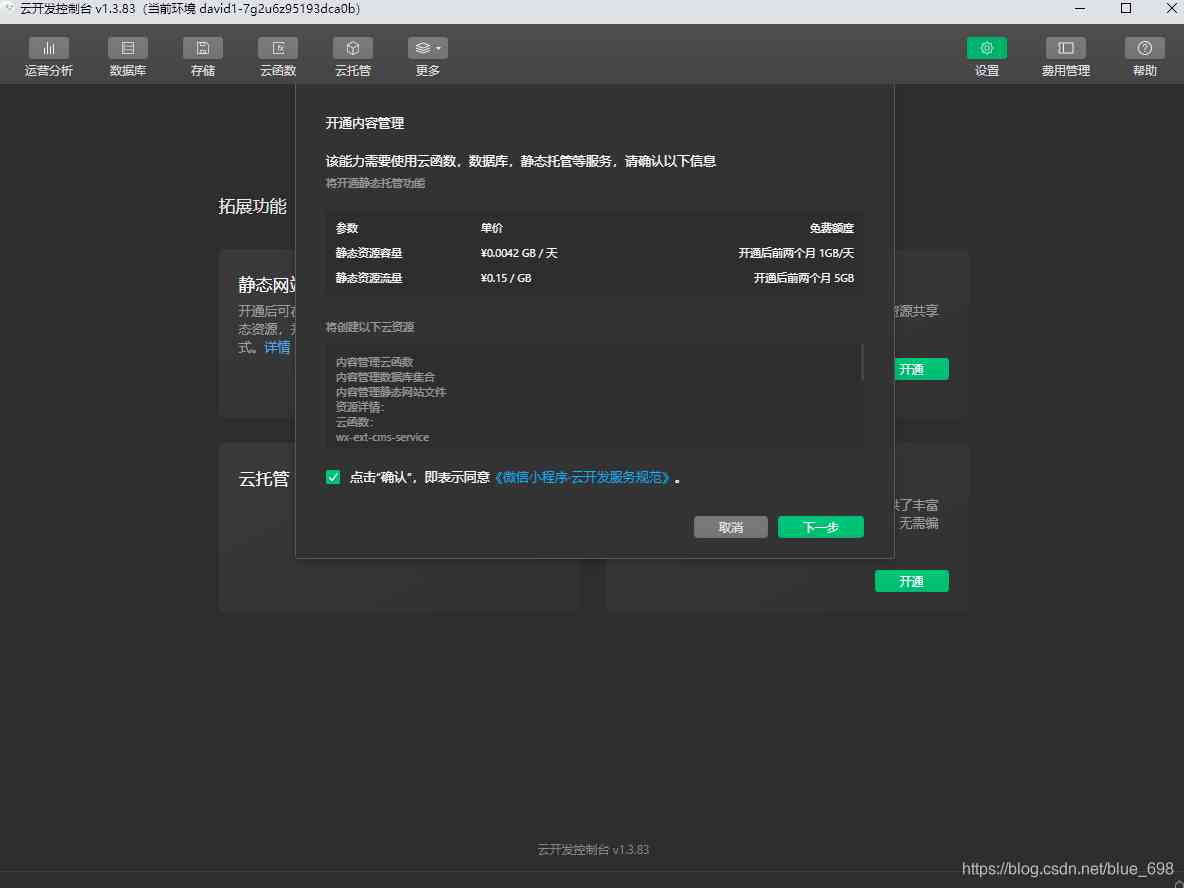 云开发控制台 v1.3.83（当前环境 david1-7g2u6z95193dca0b）
运营分析
数据库
存储
云函数
云托管
更多
设置
费用管理
帮助
开通内容管理
该能力需要使用云函数，数据库，静态托管等服务，请确认以下信息
将开通静态托管功能
参数 单价 免费额度
静态资源容量 ¥0.0042 GB / 天 开通后前两个月 1GB/天
静态资源流量 ¥0.15 / GB 开通后前两个月 5GB
将创建以下云资源
内容管理云函数
内容管理数据库集合
内容管理静态网站文件
资源详情:
云函数:
wx-ext-cms-service
点击“确认”，即表示同意《微信小程序-云开发服务规范》。
取消
下一步
拓展功能
静态网
开通后可
态资源，
式。详情
资源共享
开通
云托管
供了丰富
无需编
开通
云开发控制台 v1.3.83
https://blog.csdn.net/blue_698